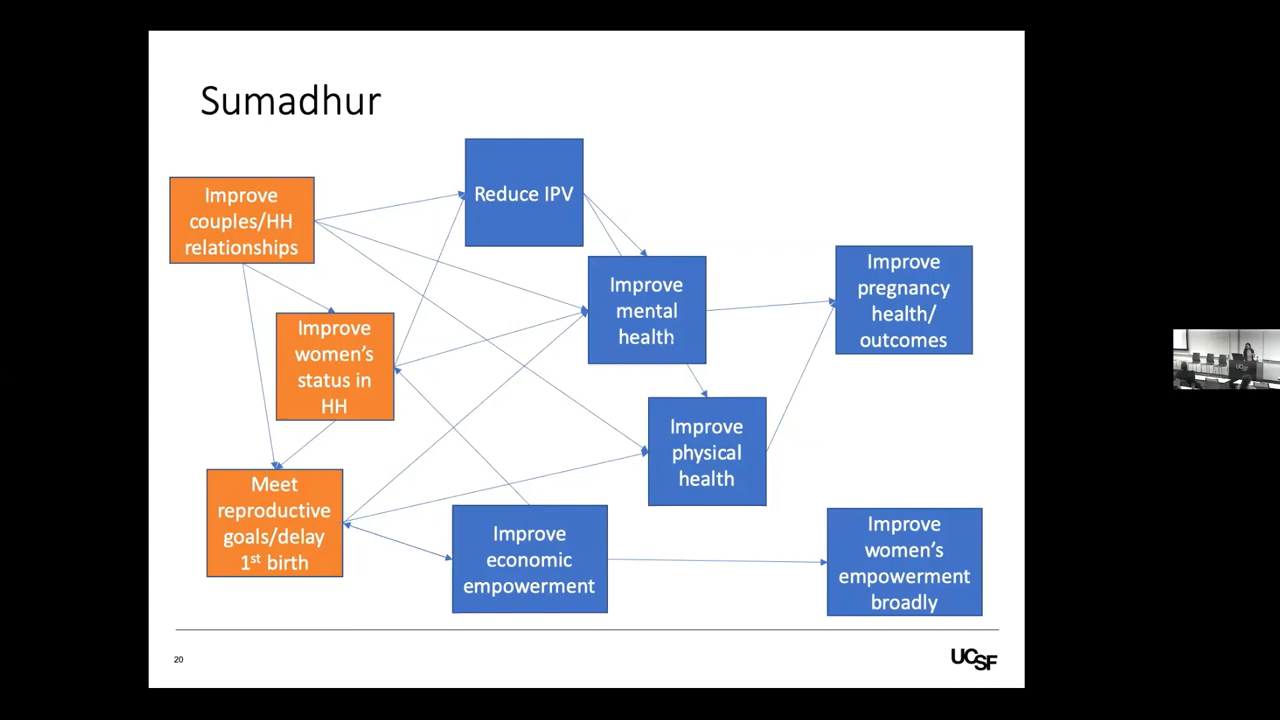 Sumadhur
Reduce IPV
Improve
couples/HH
relationships
Improve
mental
health
Improve
pregnancy
health/
outcomes
Improve
women's
status in
HH
Improve
physical
health
Meet
reproductive
goals/delay
1st birth
Improve
economic
empowerment
Improve
women's
empowerment
broadly
20
UCSF
UCSF